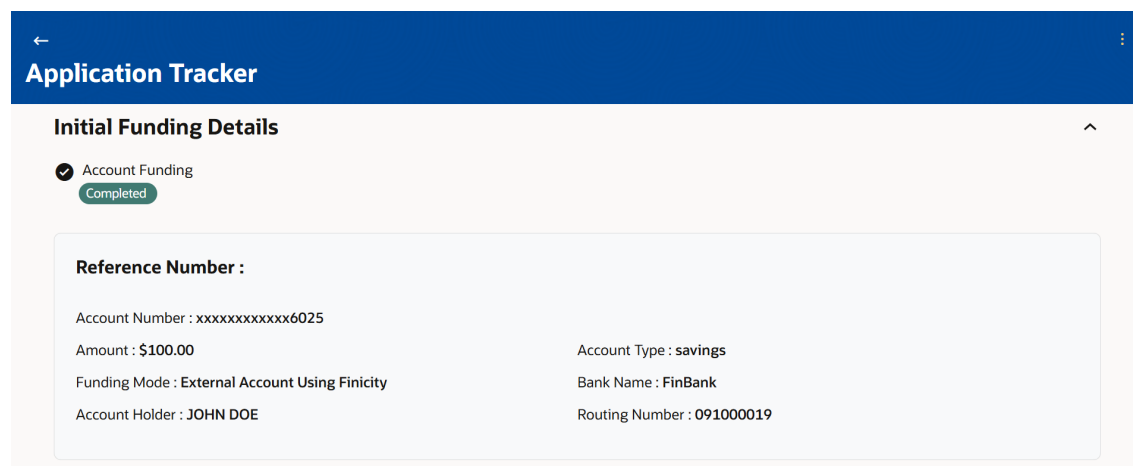 Application Tracker
Initial Funding Details
Account Funding
Completed
Reference Number :
Account Number : xxxxxxxxxxxx6025
Amount : $100.00
Account Type : savings
Funding Mode : External Account Using Finicity
Bank Name : FinBank
Account Holder : JOHN DOE
Routing Number : 091000019